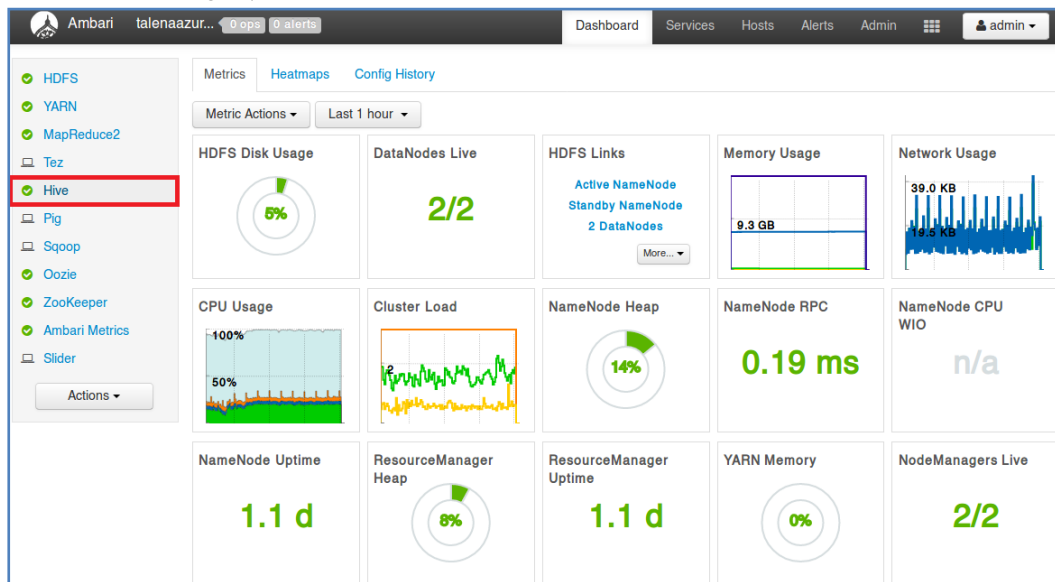 Ambari talenaazur... 0 ops 0 alerts Dashboard Services Hosts Alerts Admin admin
HDFS
YARN
MapReduce2
Tez
Hive
Pig
Sqoop
Oozie
ZooKeeper
Ambari Metrics
Slider
Actions
Metrics Heatmaps Config History
Metric Actions Last 1 hour
HDFS Disk Usage
5%
DataNodes Live
2/2
HDFS Links
Active NameNode
Standby NameNode
2 DataNodes
More...
Memory Usage
9.3 GB
Network Usage
39.0 KB
19.5 KB
CPU Usage
100%
50%
Cluster Load
2
NameNode Heap
14%
NameNode RPC
0.19 ms
NameNode CPU
WIO
n/a
NameNode Uptime
1.1 d
ResourceManager
Heap
8%
ResourceManager
Uptime
1.1 d
YARN Memory
0%
NodeManagers Live
2/2